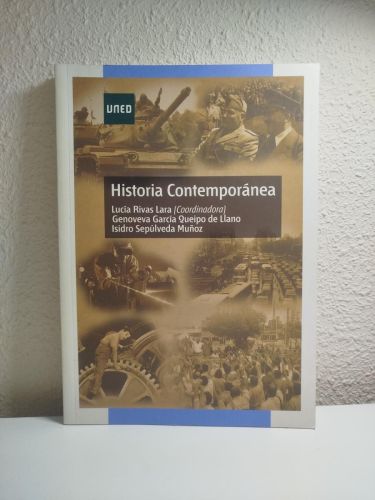 UNED
Historia Contemporánea
Lucía Rivas Lara (Coordinadora)
Genoveva García Queipo de Llano
Isidro Sepúlveda Muñoz